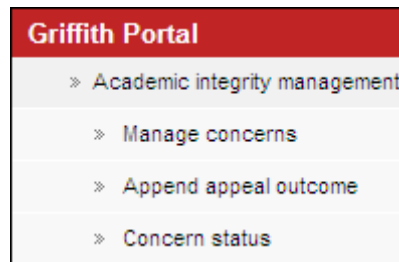 Griffith Portal
» Academic integrity management
» Manage concerns
» Append appeal outcome
» Concern status